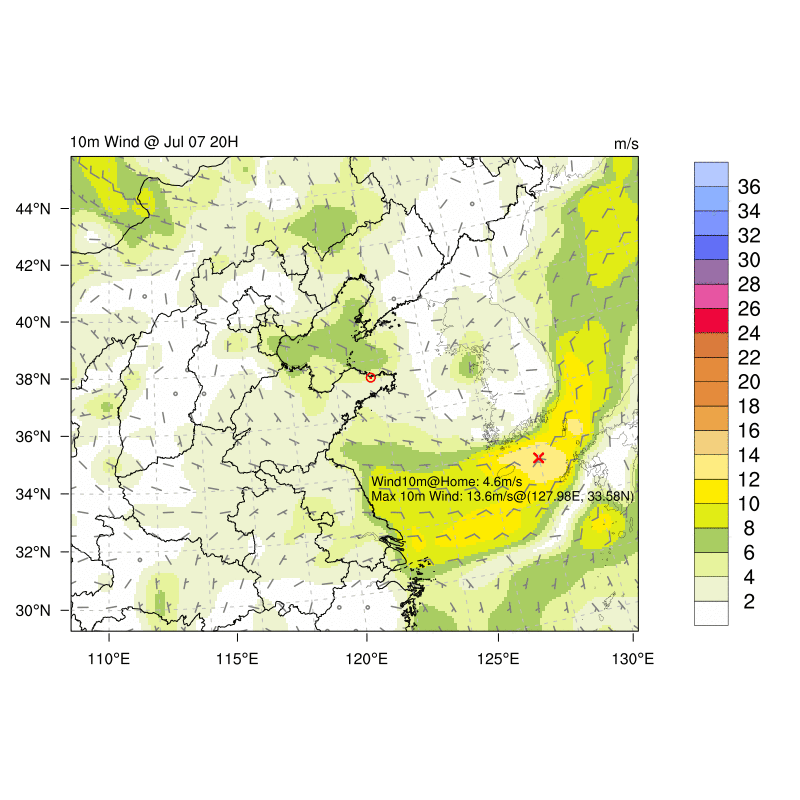 10m Wind @ Jul 07 20H
m/s
44°N
42°N
40°N
38°N
36°N
34°N
32°N
30°N
Wind10m@Home: 4.6m/s
Max 10m Wind: 13.6m/s@(127.98E, 33.58N)
110°E
115°E
120°E
125°E
130°E
36
34
32
30
28
26
24
22
20
18
16
14
12
10
8
6
4
2